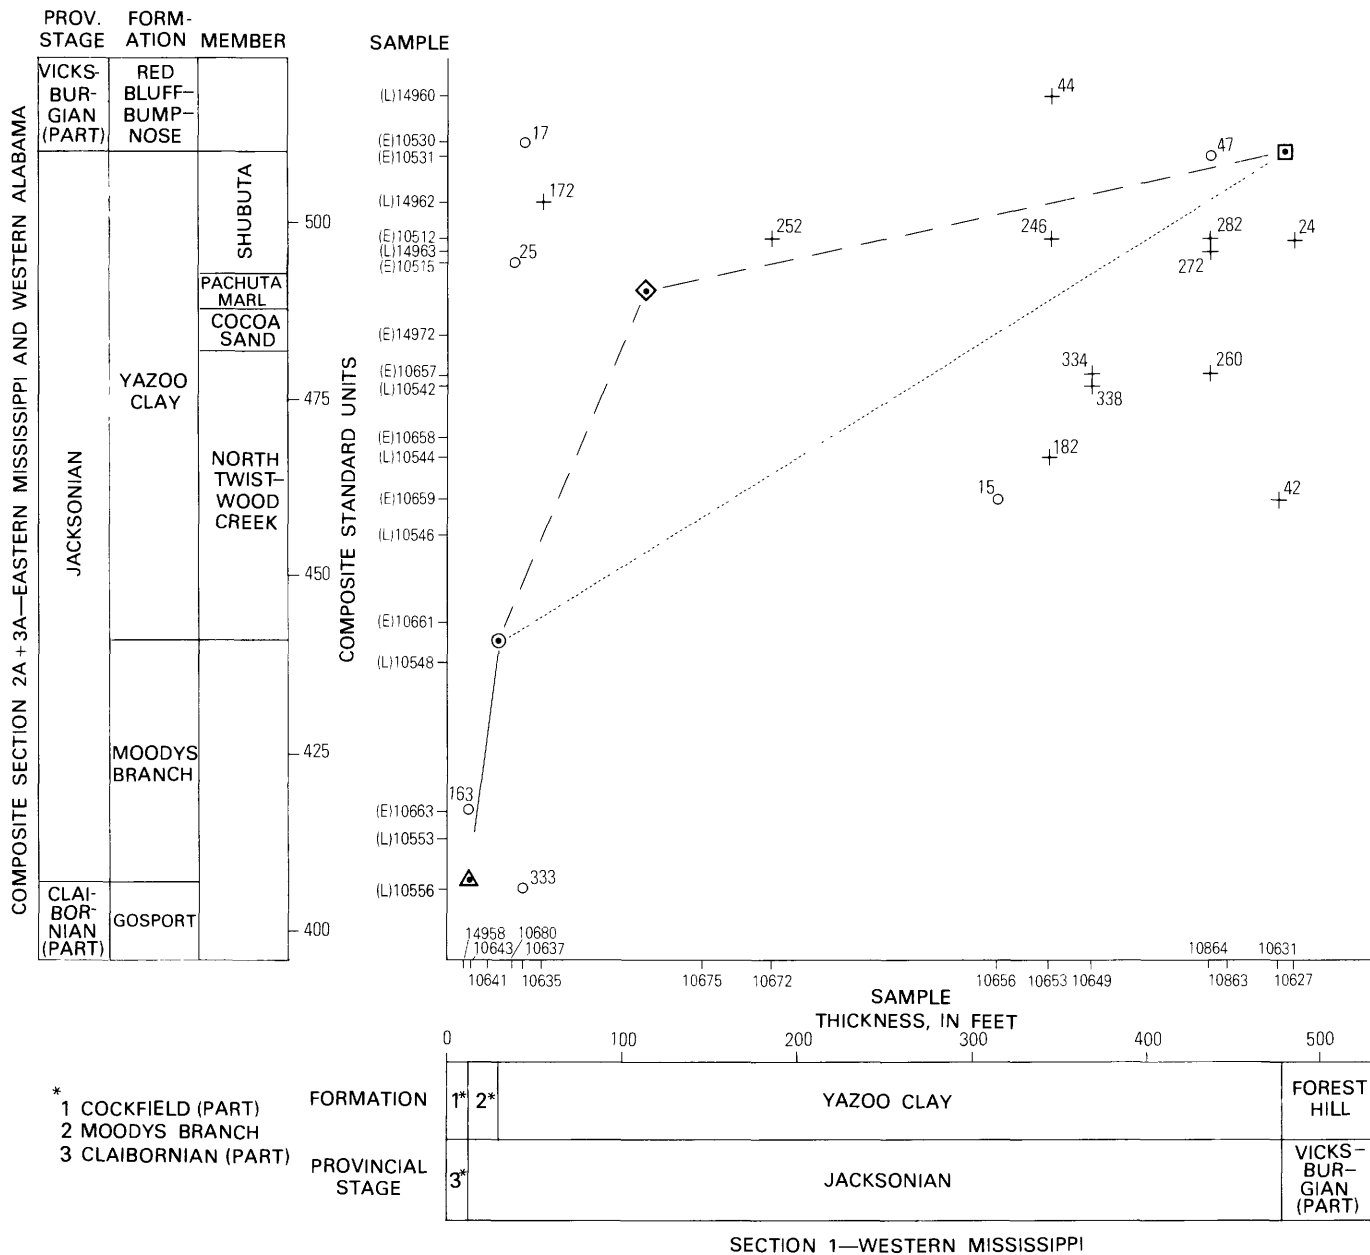 PROV. FORM-
STAGE ATION MEMBER
SAMPLE
VICKS-
BUR-
GIAN
(PART)
RED
BLUFF-
BUMP-
NOSE
COMPOSITE SECTION 2A + 3A—EASTERN MISSISSIPPI AND WESTERN ALABAMA
JACKSONIAN
YAZOO
CLAY
SHUBUTA
PACHUTA
MARL
COCOA
SAND
NORTH
TWIST-
WOOD
CREEK
MOODYS
BRANCH
CLAI-
BOR-
NIAN
(PART)
GOSPORT
500
475
450
425
400
COMPOSITE STANDARD UNITS
(L)14960
(E)10530
(E)10531
(L)14962
(E)10512
(L)14963
(E)10515
(E)14972
(E)10657
(L)10542
(E)10658
(L)10544
(E)10659
(L)10546
(E)10661
(L)10548
(E)10663
(L)10553
(L)10556
44
17
47
172
252
246
282
24
25
272
334
260
338
182
15
42
163
333
14958 10680
10643 10637
10864 10631
10641 10635 10675 10672 10656 10653 10649 10863 10627
SAMPLE
THICKNESS, IN FEET
0 100 200 300 400 500
*
1 COCKFIELD (PART)
2 MOODYS BRANCH
3 CLAIBORNIAN (PART)
FORMATION 1* 2* YAZOO CLAY
FOREST
HILL
PROVINCIAL
STAGE
3* JACKSONIAN
VICKS-
BUR-
GIAN
(PART)
SECTION 1—WESTERN MISSISSIPPI